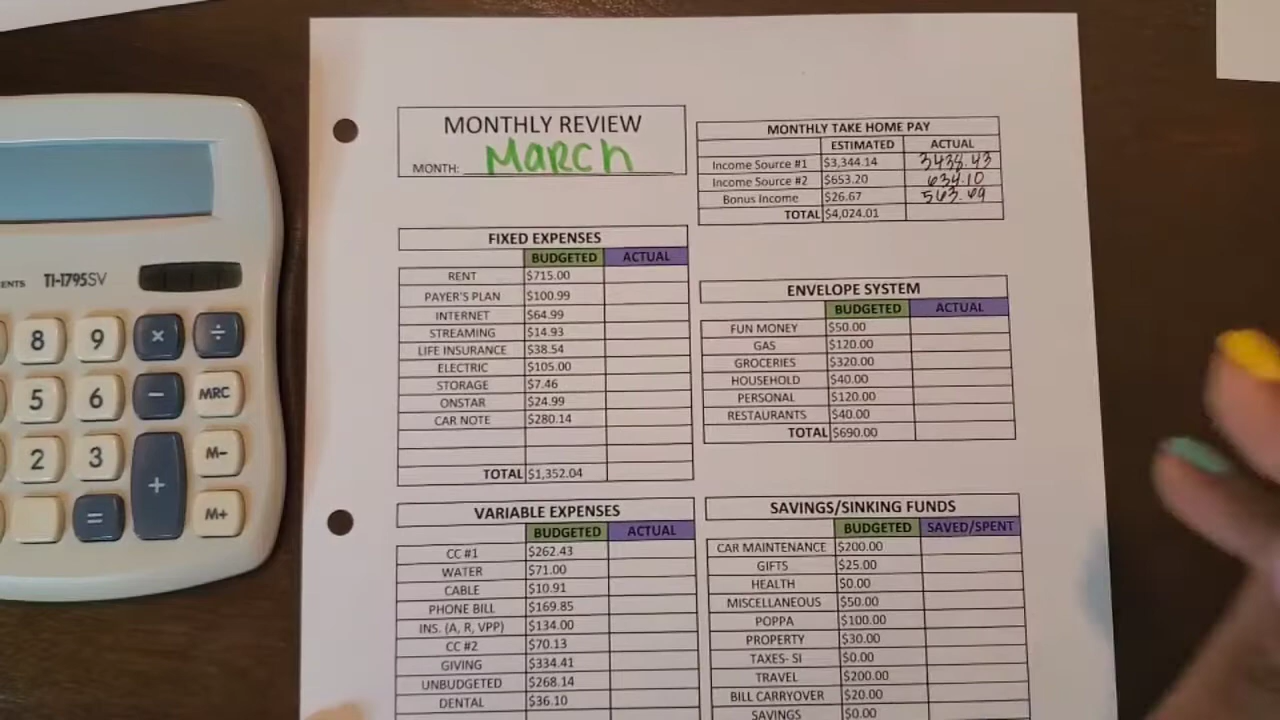 MONTHLY REVIEW
MONTH: March
MONTHLY TAKE HOME PAY
ESTIMATED ACTUAL
Income Source #1 $3,344.14 3438.43
Income Source #2 $653.20 634.10
Bonus Income $26.67 563.69
TOTAL $4,024.01
FIXED EXPENSES
BUDGETED ACTUAL
RENT $715.00
PAYER'S PLAN $100.99
INTERNET $64.99
STREAMING $14.93
LIFE INSURANCE $38.54
ELECTRIC $105.00
STORAGE $7.46
ONSTAR $24.99
CAR NOTE $280.14
TOTAL $1,352.04
ENVELOPE SYSTEM
BUDGETED ACTUAL
FUN MONEY $50.00
GAS $120.00
GROCERIES $320.00
HOUSEHOLD $40.00
PERSONAL $120.00
RESTAURANTS $40.00
TOTAL $690.00
VARIABLE EXPENSES
BUDGETED ACTUAL
CC #1 $262.43
WATER $71.00
CABLE $10.91
PHONE BILL $169.85
INS. (A, R, VPP) $134.00
CC #2 $70.13
GIVING $334.41
UNBUDGETED $268.14
DENTAL $36.10
SAVINGS/SINKING FUNDS
BUDGETED SAVED/SPENT
CAR MAINTENANCE $200.00
GIFTS $25.00
HEALTH $0.00
MISCELLANEOUS $50.00
POPPA $100.00
PROPERTY $30.00
TAXES- SI $0.00
TRAVEL $200.00
BILL CARRYOVER $20.00
SAVINGS $0.00
ENTS TI-1795SV
8 9 × ÷
5 6 − MRC
2 3 + M−
= M+